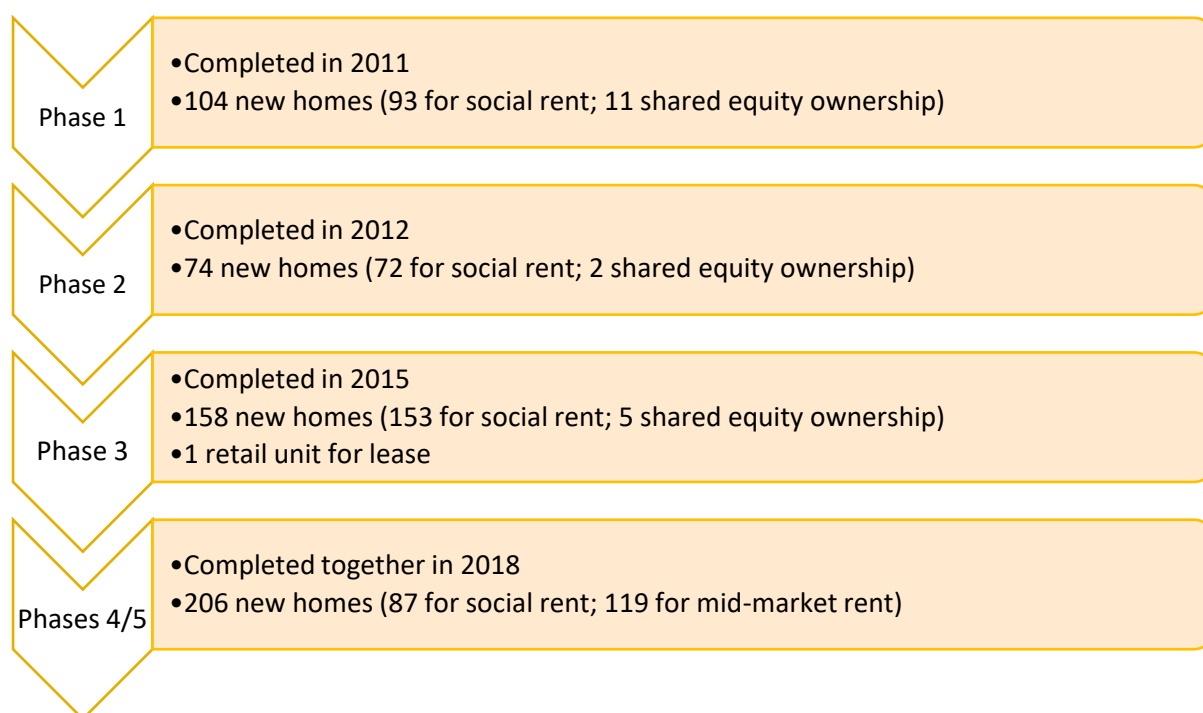 Phase 1
•Completed in 2011
•104 new homes (93 for social rent; 11 shared equity ownership)
Phase 2
•Completed in 2012
•74 new homes (72 for social rent; 2 shared equity ownership)
Phase 3
•Completed in 2015
•158 new homes (153 for social rent; 5 shared equity ownership)
•1 retail unit for lease
Phases 4/5
•Completed together in 2018
•206 new homes (87 for social rent; 119 for mid-market rent)